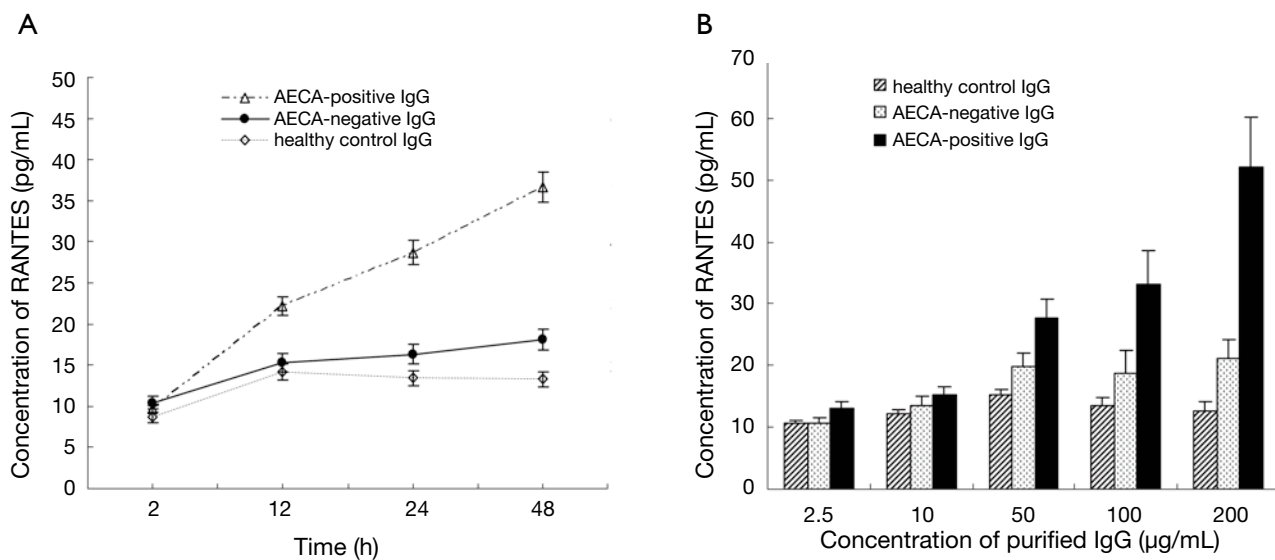 A
Concentration of RANTES (pg/mL)
50
45
40
35
30
25
20
15
10
5
0
AECA-positive IgG
AECA-negative IgG
healthy control IgG
2 12 24 48
Time (h)
B
Concentration of RANTES (pg/mL)
70
60
50
40
30
20
10
0
healthy control IgG
AECA-negative IgG
AECA-positive IgG
2.5 10 50 100 200
Concentration of purified IgG (µg/mL)